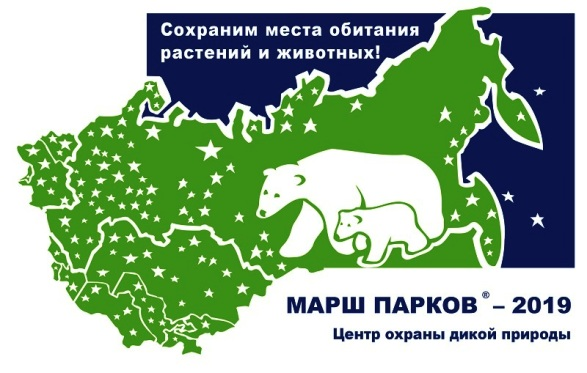 Сохраним места обитания
растений и животных!
МАРШ ПАРКОВ® – 2019
Центр охраны дикой природы